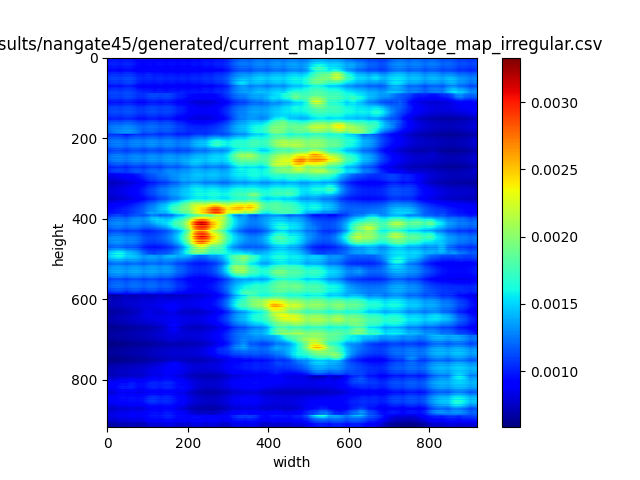 sults/nangate45/generated/current_map1077_voltage_map_irregular.csv
0
200
400
600
800
height
0 200 400 600 800
width
0.0030
0.0025
0.0020
0.0015
0.0010